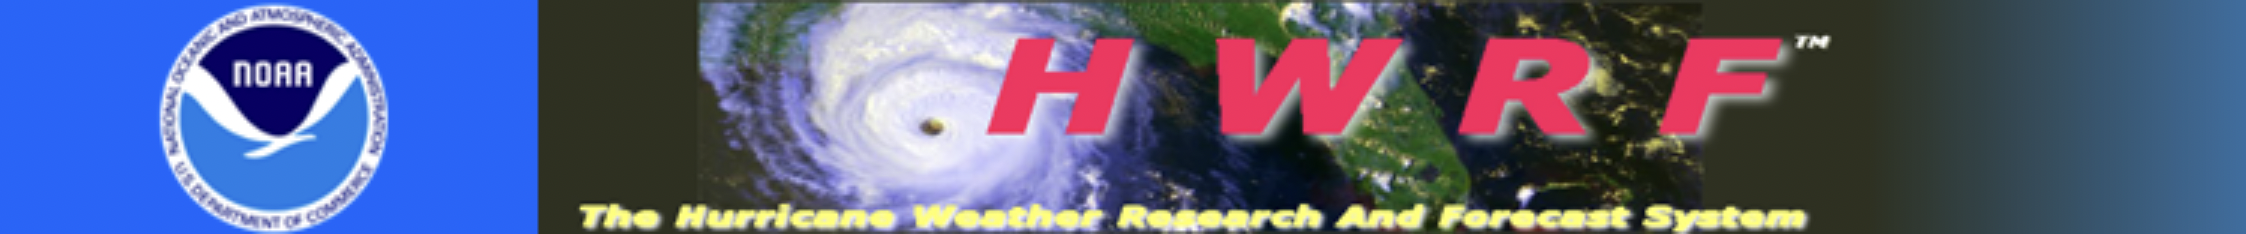 NATIONAL OCEANIC AND ATMOSPHERIC ADMINISTRATION
U.S. DEPARTMENT OF COMMERCE
NOAA
HWRF™
The Hurricane Weather Research And Forecast System